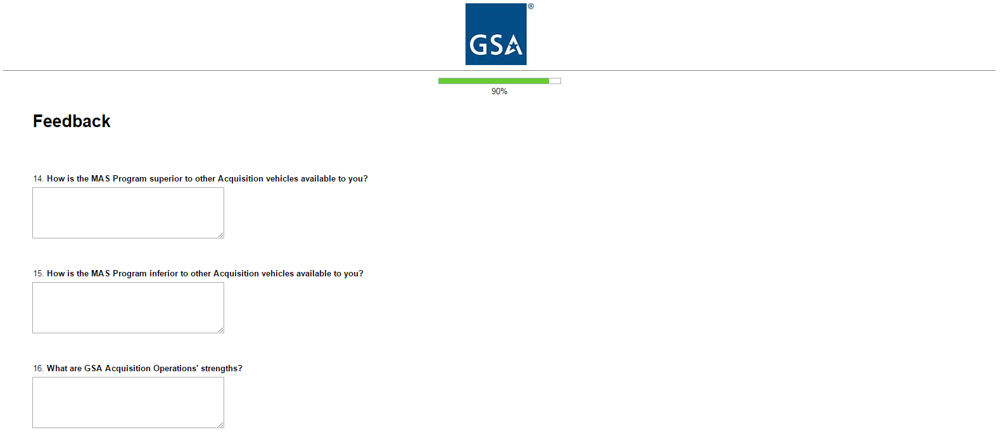 GSA®
90%
Feedback
14. How is the MAS Program superior to other Acquisition vehicles available to you?
15. How is the MAS Program inferior to other Acquisition vehicles available to you?
16. What are GSA Acquisition Operations' strengths?